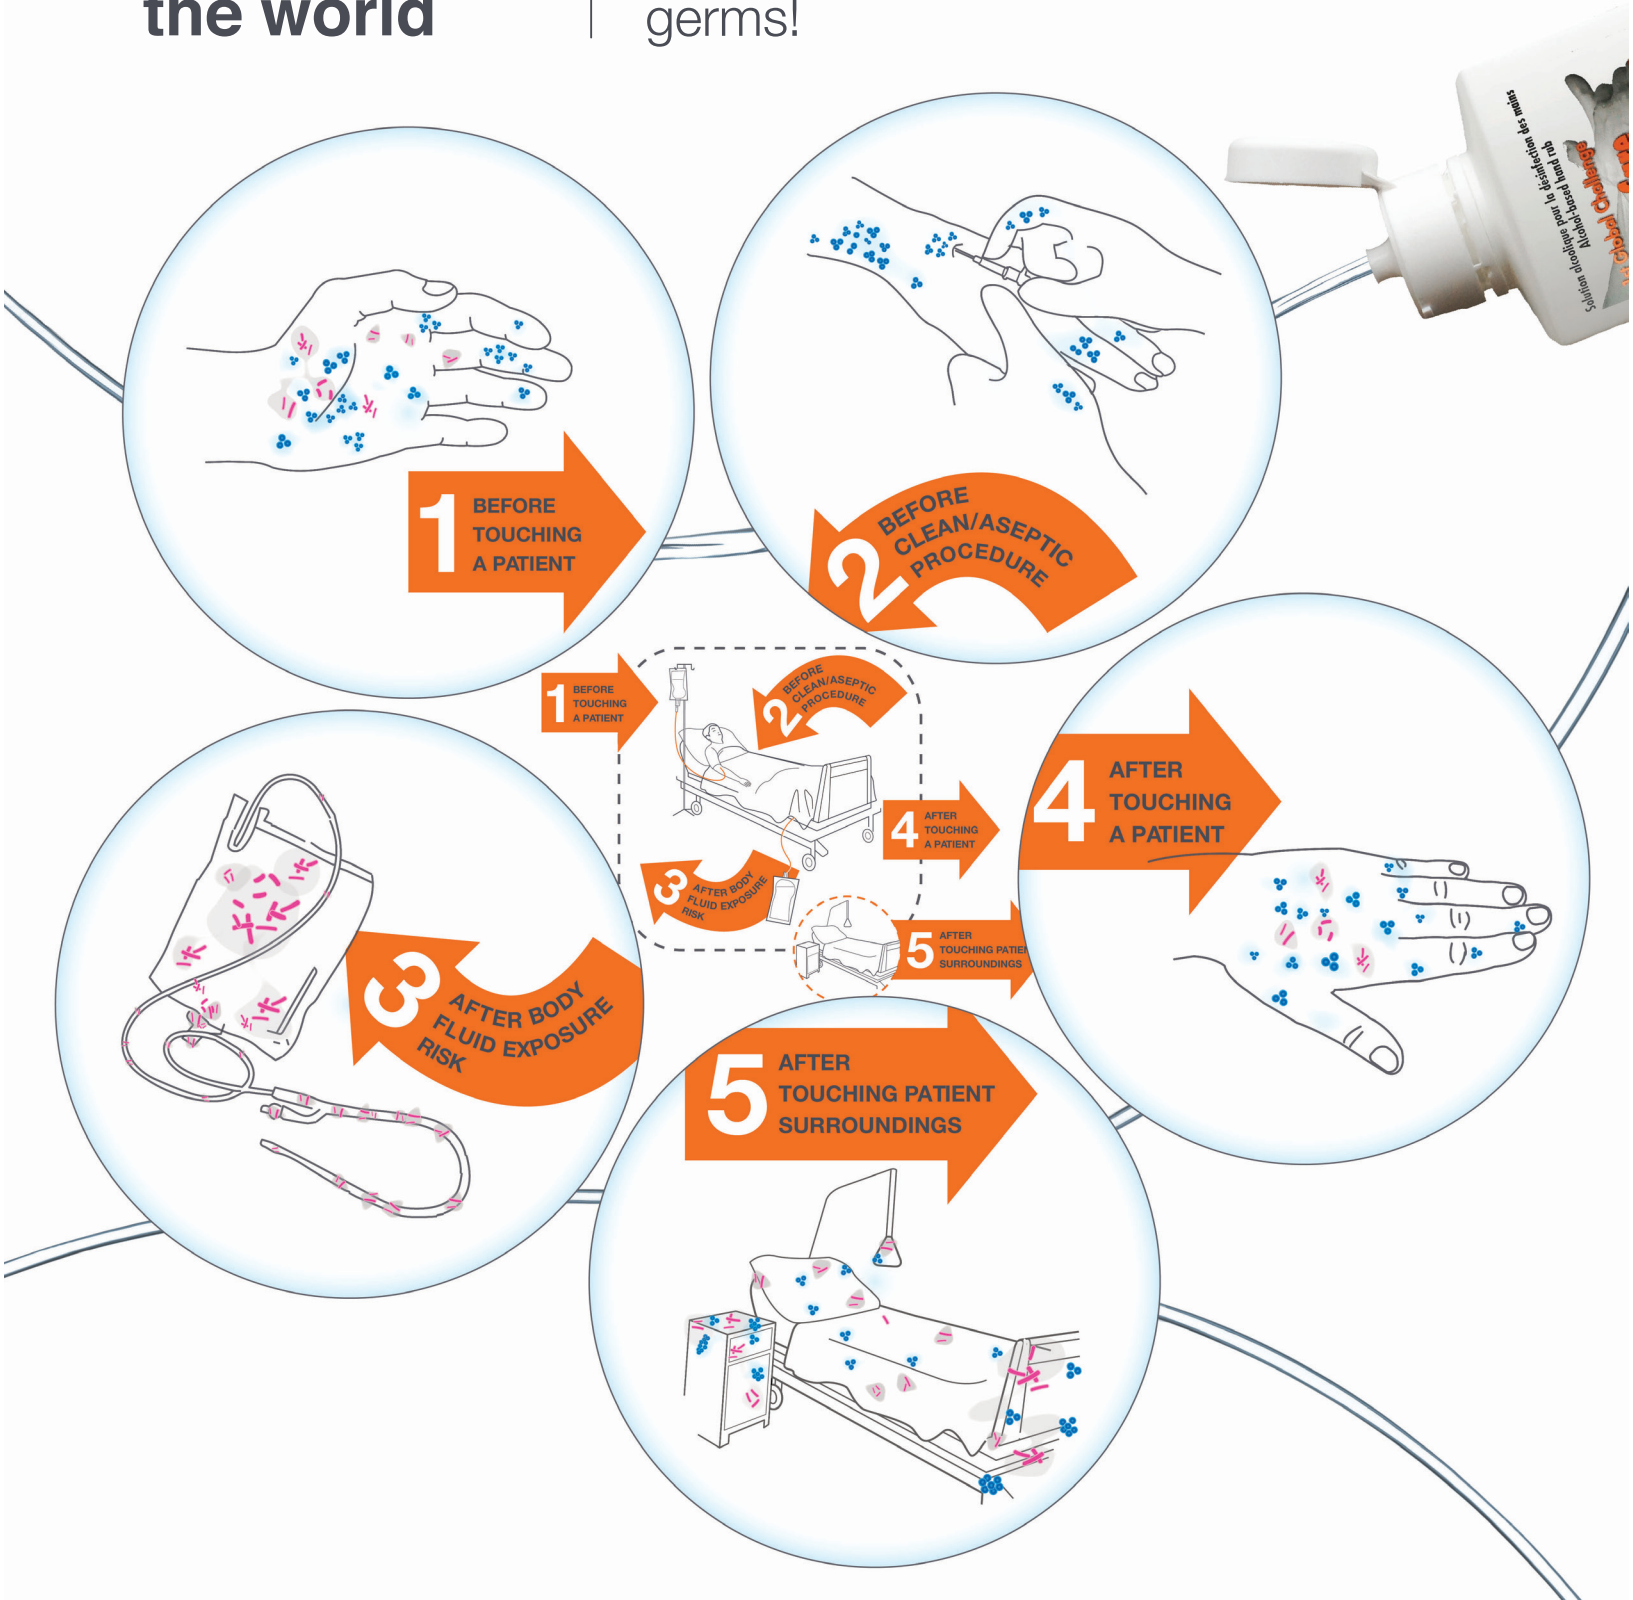 the world
germs!
Solution alcoolique pour la désinfection des mains
Alcohol-based hand rub
Global Challenge
1 BEFORE
TOUCHING
A PATIENT
2 BEFORE
CLEAN/ASEPTIC
PROCEDURE
1 BEFORE
TOUCHING
A PATIENT
2 BEFORE
CLEAN/ASEPTIC
PROCEDURE
3 AFTER BODY
FLUID EXPOSURE
RISK
4 AFTER
TOUCHING
A PATIENT
5 AFTER
TOUCHING PATIEN
SURROUNDINGS
4 AFTER
TOUCHING
A PATIENT
3 AFTER BODY
FLUID EXPOSURE
RISK
5 AFTER
TOUCHING PATIENT
SURROUNDINGS